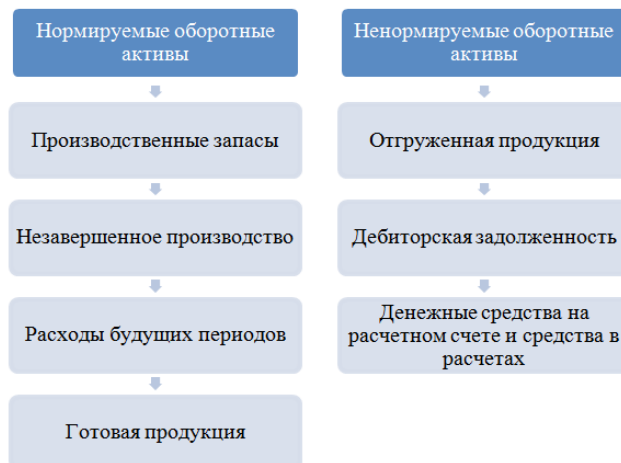 Нормируемые оборотные
активы
Производственные запасы
Незавершенное производство
Расходы будущих периодов
Готовая продукция
Ненормируемые оборотные
активы
Отгруженная продукция
Дебиторская задолженность
Денежные средства на
расчетном счете и средства в
расчетах